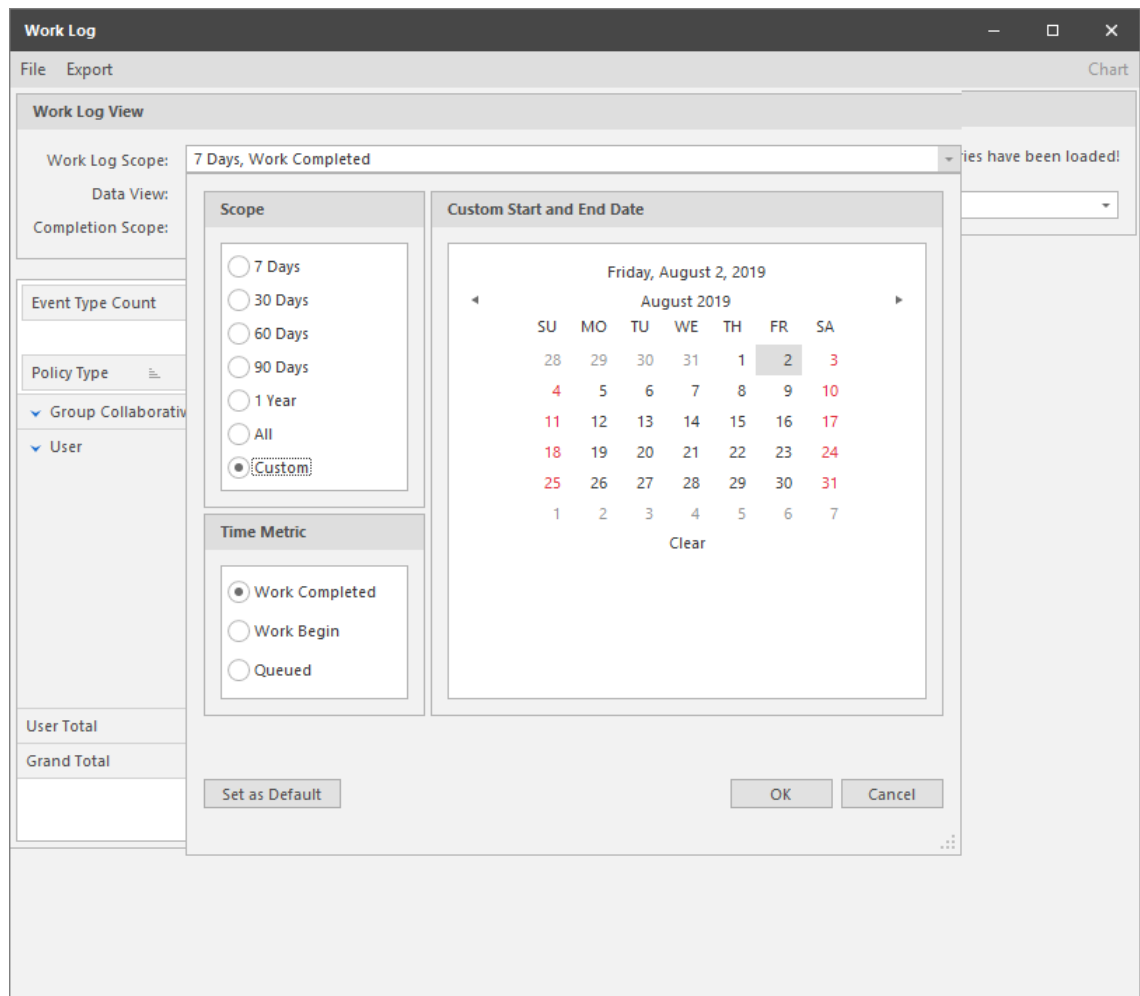 Work Log
File Export Chart
Work Log View
Work Log Scope: 7 Days, Work Completed ries have been loaded!
Data View:
Completion Scope:
Scope
7 Days
30 Days
60 Days
90 Days
1 Year
All
Custom
Time Metric
Work Completed
Work Begin
Queued
Custom Start and End Date
Friday, August 2, 2019
August 2019
SU MO TU WE TH FR SA
28 29 30 31 1 2 3
4 5 6 7 8 9 10
11 12 13 14 15 16 17
18 19 20 21 22 23 24
25 26 27 28 29 30 31
1 2 3 4 5 6 7
Clear
Event Type Count
Policy Type
Group Collaborativ
User
User Total
Grand Total
Set as Default OK Cancel